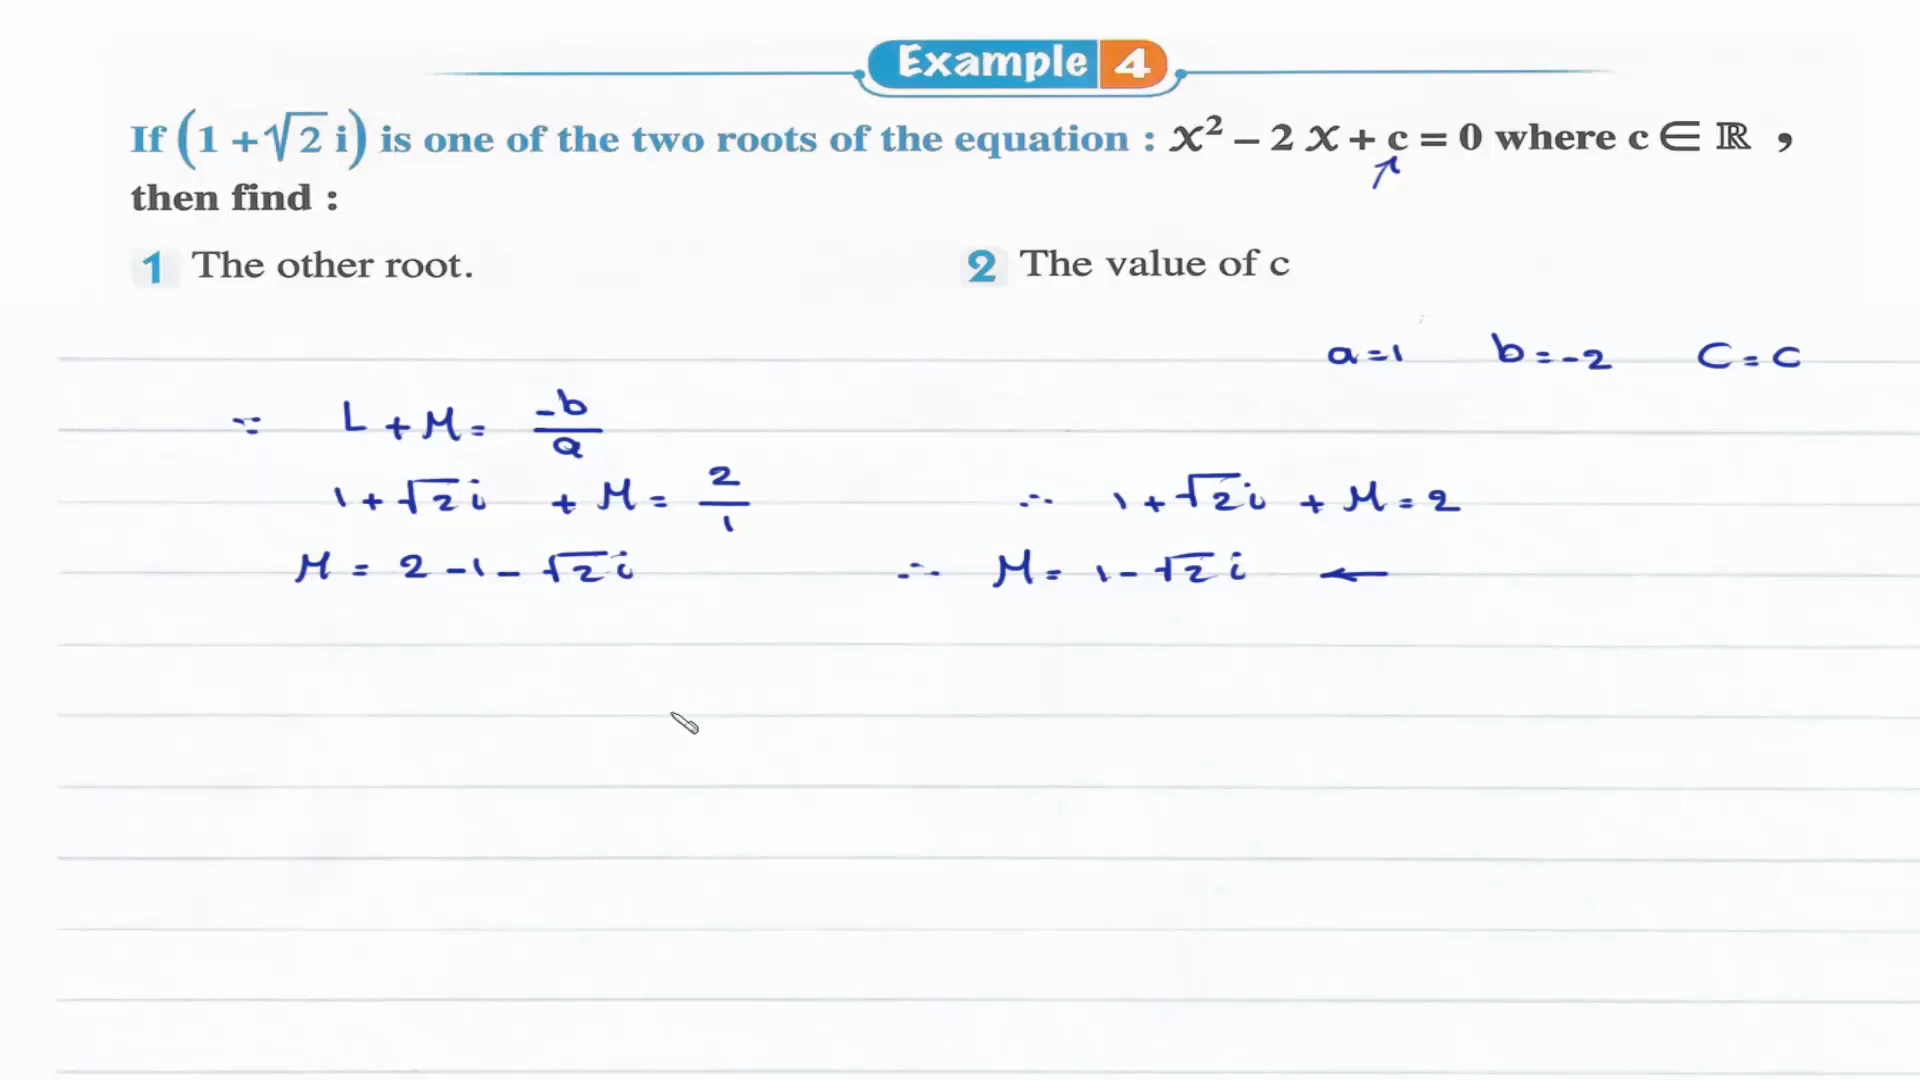 Example 4
If (1 + √2 i) is one of the two roots of the equation : x² – 2 x + c = 0 where c ∈ ℝ ,
then find :
1 The other root.
2 The value of c
a=1 b=-2 C=C
∵ L + M = -b/a
1 + √2 i + M = 2/1
∴ 1 + √2 i + M = 2
M = 2 - 1 - √2 i
∴ M = 1 - √2 i ←